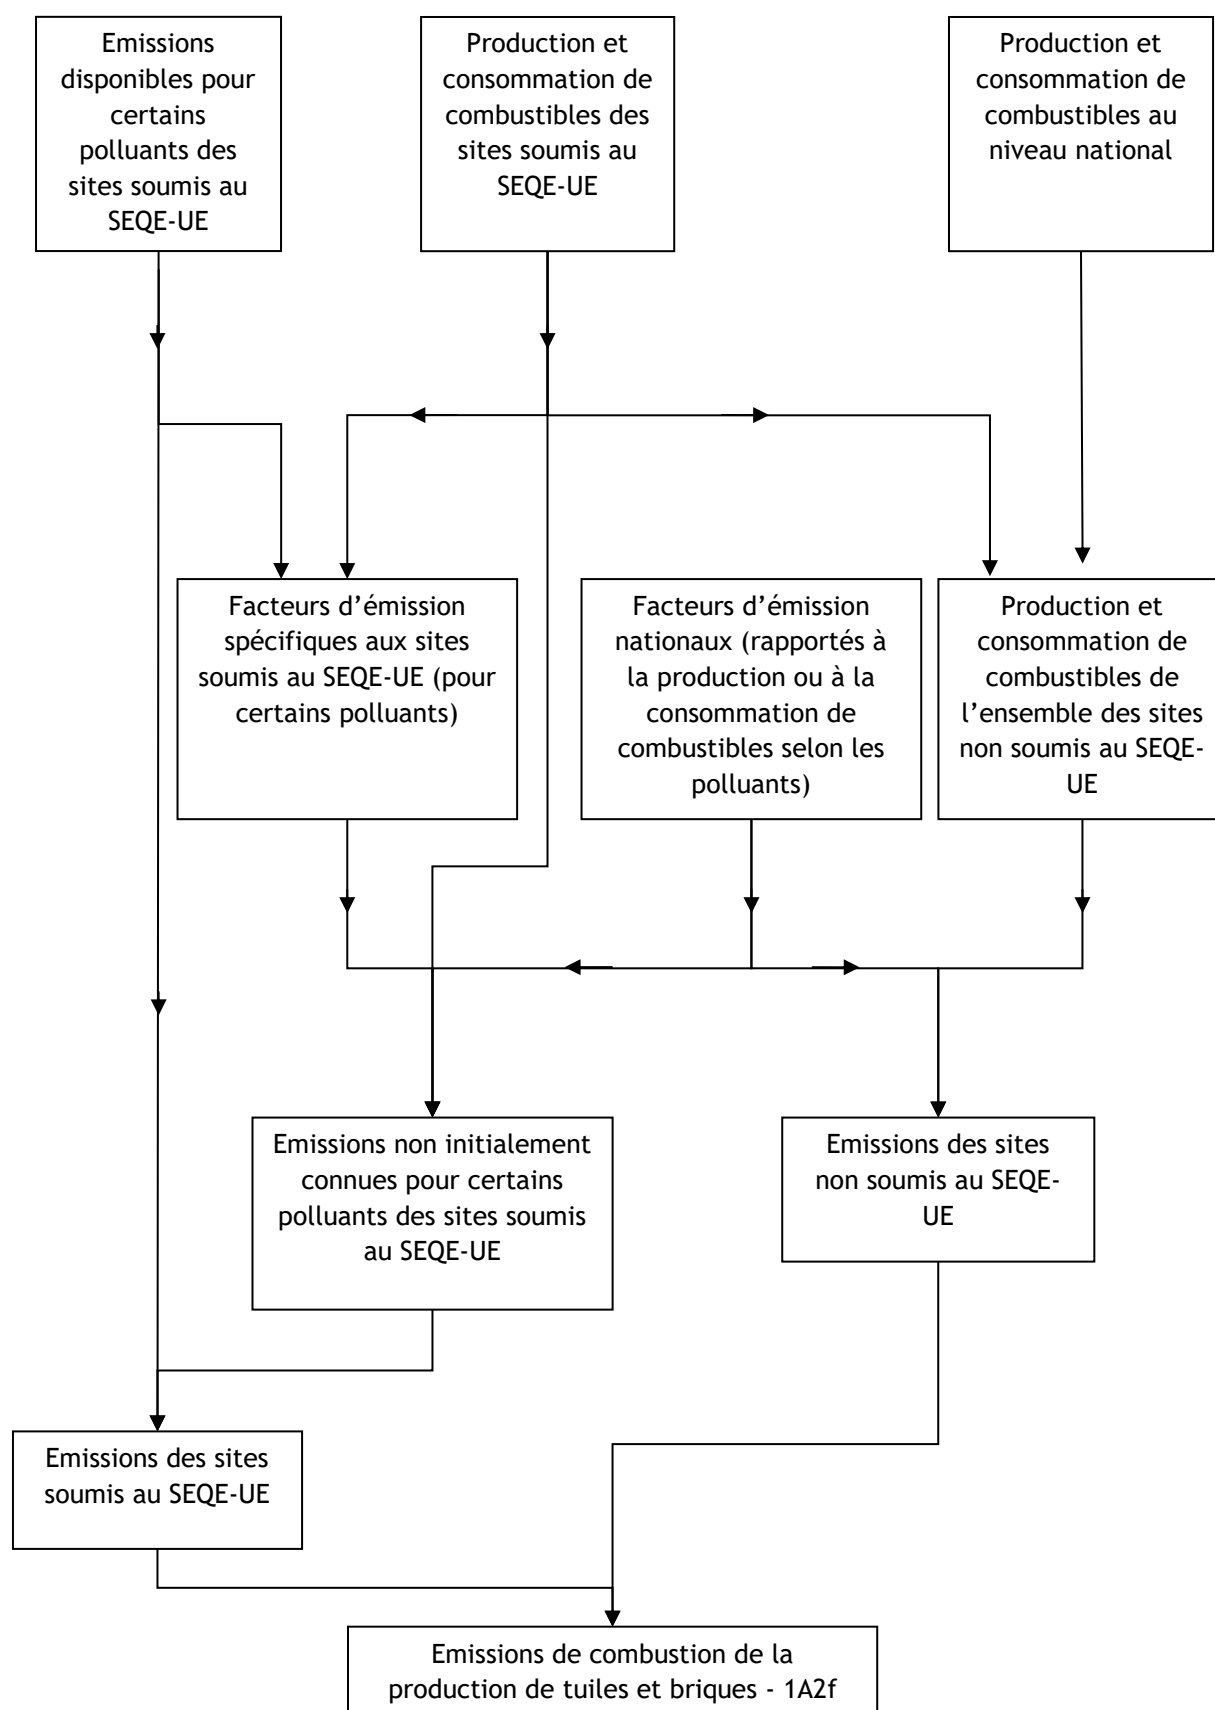 Emissions
disponibles pour
certains
polluants des
sites soumis au
SEQE-UE
Production et
consommation de
combustibles des
sites soumis au
SEQE-UE
Production et
consommation de
combustibles au
niveau national
Facteurs d’émission
spécifiques aux sites
soumis au SEQE-UE (pour
certains polluants)
Facteurs d’émission
nationaux (rapportés à
la production ou à la
consommation de
combustibles selon les
polluants)
Production et
consommation de
combustibles de
l’ensemble des sites
non soumis au SEQE-
UE
Emissions non initialement
connues pour certains
polluants des sites soumis
au SEQE-UE
Emissions des sites
non soumis au SEQE-
UE
Emissions des sites
soumis au SEQE-UE
Emissions de combustion de la
production de tuiles et briques - 1A2f